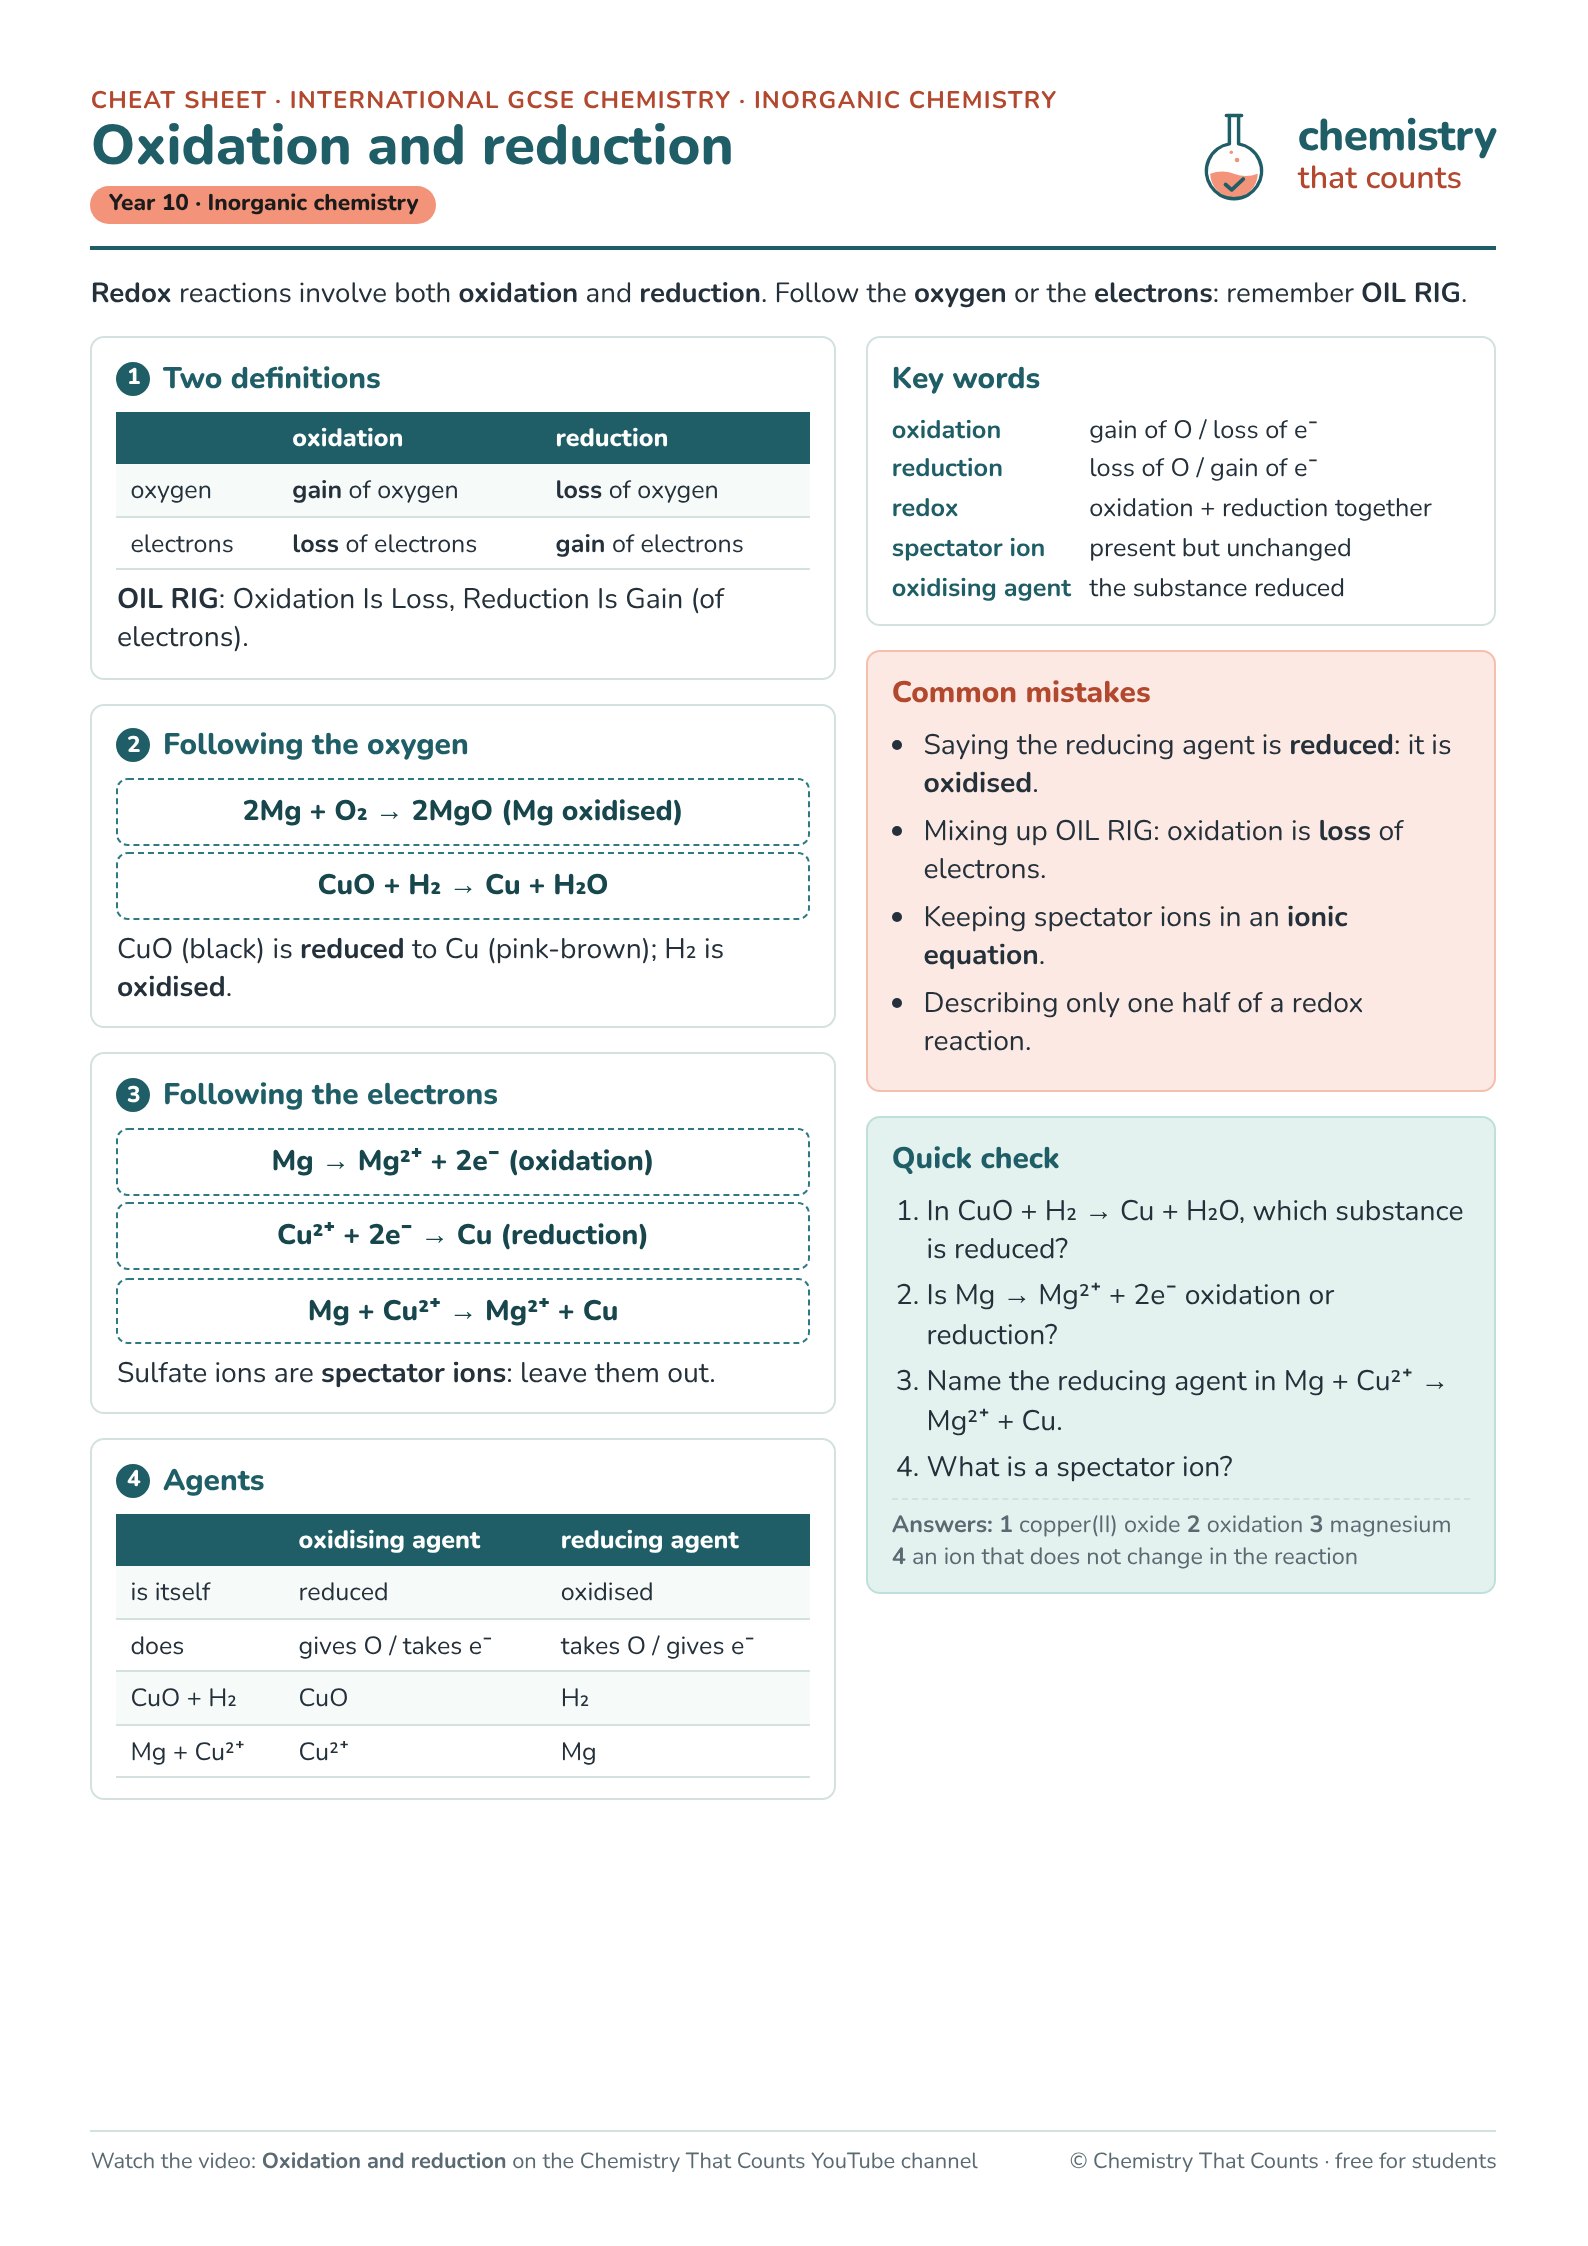 CHEAT SHEET · INTERNATIONAL GCSE CHEMISTRY · INORGANIC CHEMISTRY
Oxidation and reduction
Year 10 · Inorganic chemistry
chemistry
that counts
Redox reactions involve both oxidation and reduction. Follow the oxygen or the electrons: remember OIL RIG.
1 Two definitions
oxidation reduction
oxygen gain of oxygen loss of oxygen
electrons loss of electrons gain of electrons
OIL RIG: Oxidation Is Loss, Reduction Is Gain (of
electrons).
2 Following the oxygen
2Mg + O₂ → 2MgO (Mg oxidised)
CuO + H₂ → Cu + H₂O
CuO (black) is reduced to Cu (pink-brown); H₂ is
oxidised.
3 Following the electrons
Mg → Mg²⁺ + 2e⁻ (oxidation)
Cu²⁺ + 2e⁻ → Cu (reduction)
Mg + Cu²⁺ → Mg²⁺ + Cu
Sulfate ions are spectator ions: leave them out.
4 Agents
oxidising agent reducing agent
is itself reduced oxidised
does gives O / takes e⁻ takes O / gives e⁻
CuO + H₂ CuO H₂
Mg + Cu²⁺ Cu²⁺ Mg
Key words
oxidation gain of O / loss of e⁻
reduction loss of O / gain of e⁻
redox oxidation + reduction together
spectator ion present but unchanged
oxidising agent the substance reduced
Common mistakes
• Saying the reducing agent is reduced: it is
oxidised.
• Mixing up OIL RIG: oxidation is loss of
electrons.
• Keeping spectator ions in an ionic
equation.
• Describing only one half of a redox
reaction.
Quick check
1. In CuO + H₂ → Cu + H₂O, which substance
is reduced?
2. Is Mg → Mg²⁺ + 2e⁻ oxidation or
reduction?
3. Name the reducing agent in Mg + Cu²⁺ →
Mg²⁺ + Cu.
4. What is a spectator ion?
Answers: 1 copper(II) oxide 2 oxidation 3 magnesium
4 an ion that does not change in the reaction
Watch the video: Oxidation and reduction on the Chemistry That Counts YouTube channel
© Chemistry That Counts · free for students